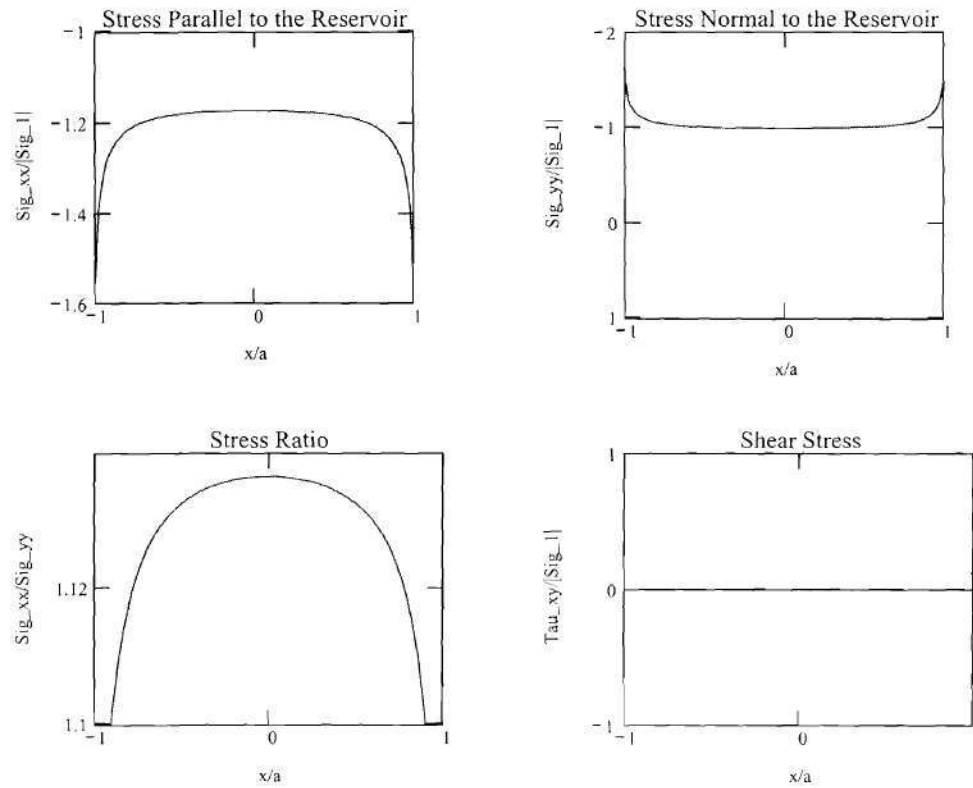 Stress Parallel to the Reservoir
-1
-1.2
-1.4
-1.6
Sig_xx/|Sig_1|
-1
0
1
x/a
Stress Normal to the Reservoir
-2
-1
0
1
Sig_yy/|Sig_1|
-1
0
1
x/a
Stress Ratio
1.12
1.1
Sig_xx/Sig_yy
-1
0
1
x/a
Shear Stress
1
0
-1
Tau_xy/|Sig_1|
-1
0
1
x/a